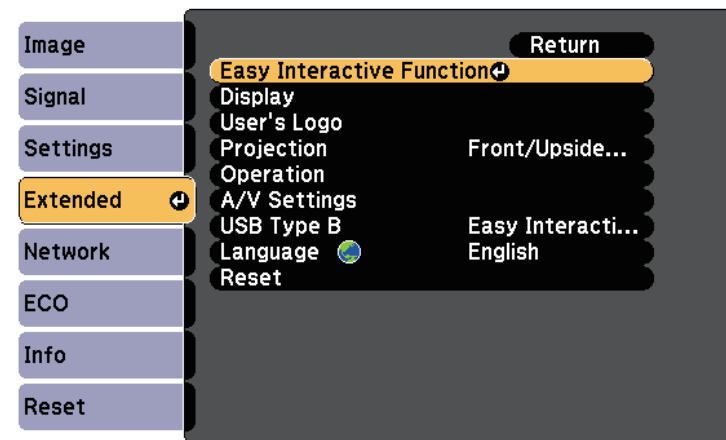 Image
Signal
Settings
Extended
Network
ECO
Info
Reset
Return
Easy Interactive Function
Display
User's Logo
Projection Front/Upside...
Operation
A/V Settings
USB Type B Easy Interacti...
Language English
Reset